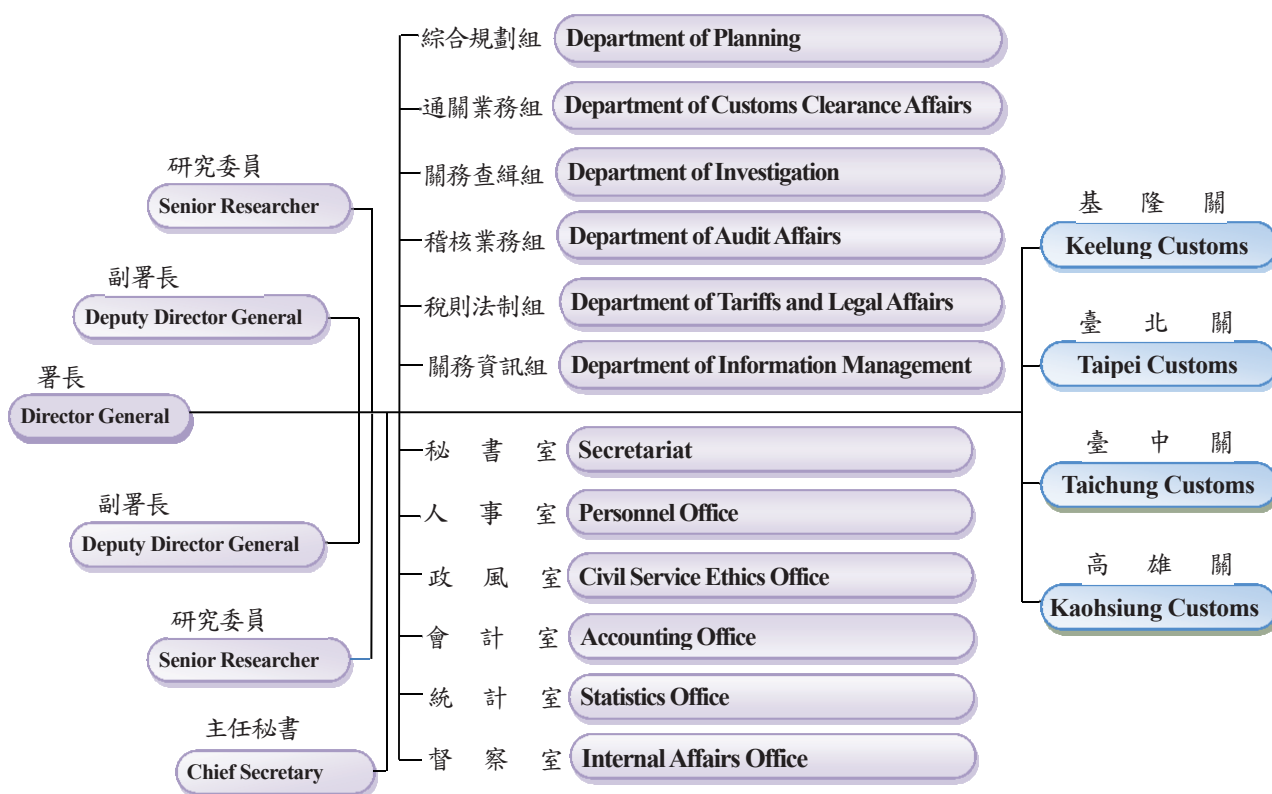 綜合規劃組 Department of Planning
通關業務組 Department of Customs Clearance Affairs
關務查緝組 Department of Investigation
稽核業務組 Department of Audit Affairs
稅則法制組 Department of Tariffs and Legal Affairs
關務資訊組 Department of Information Management
研究委員
Senior Researcher
副署長
Deputy Director General
署長
Director General
副署長
Deputy Director General
研究委員
Senior Researcher
主任秘書
Chief Secretary
秘書室 Secretariat
人事室 Personnel Office
政風室 Civil Service Ethics Office
會計室 Accounting Office
統計室 Statistics Office
督察室 Internal Affairs Office
基隆關
Keelung Customs
臺北關
Taipei Customs
臺中關
Taichung Customs
高雄關
Kaohsiung Customs